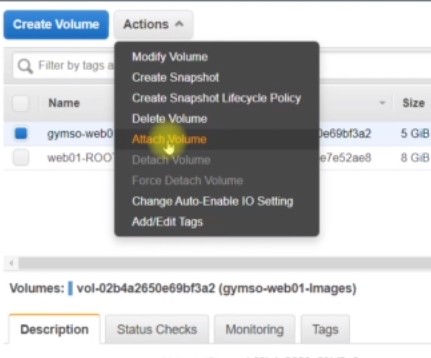 Create Volume Actions
Filter by tags a
Modify Volume
Create Snapshot
Create Snapshot Lifecycle Policy
Delete Volume
Attach Volume
Detach Volume
Force Detach Volume
Change Auto-Enable IO Setting
Add/Edit Tags
Name Size
gymso-web0 0e69bf3a2 5 GiB
web01-ROO e7e52ae8 8 GiB
Volumes: vol-02b4a2650e69bf3a2 (gymso-web01-Images)
Description Status Checks Monitoring Tags